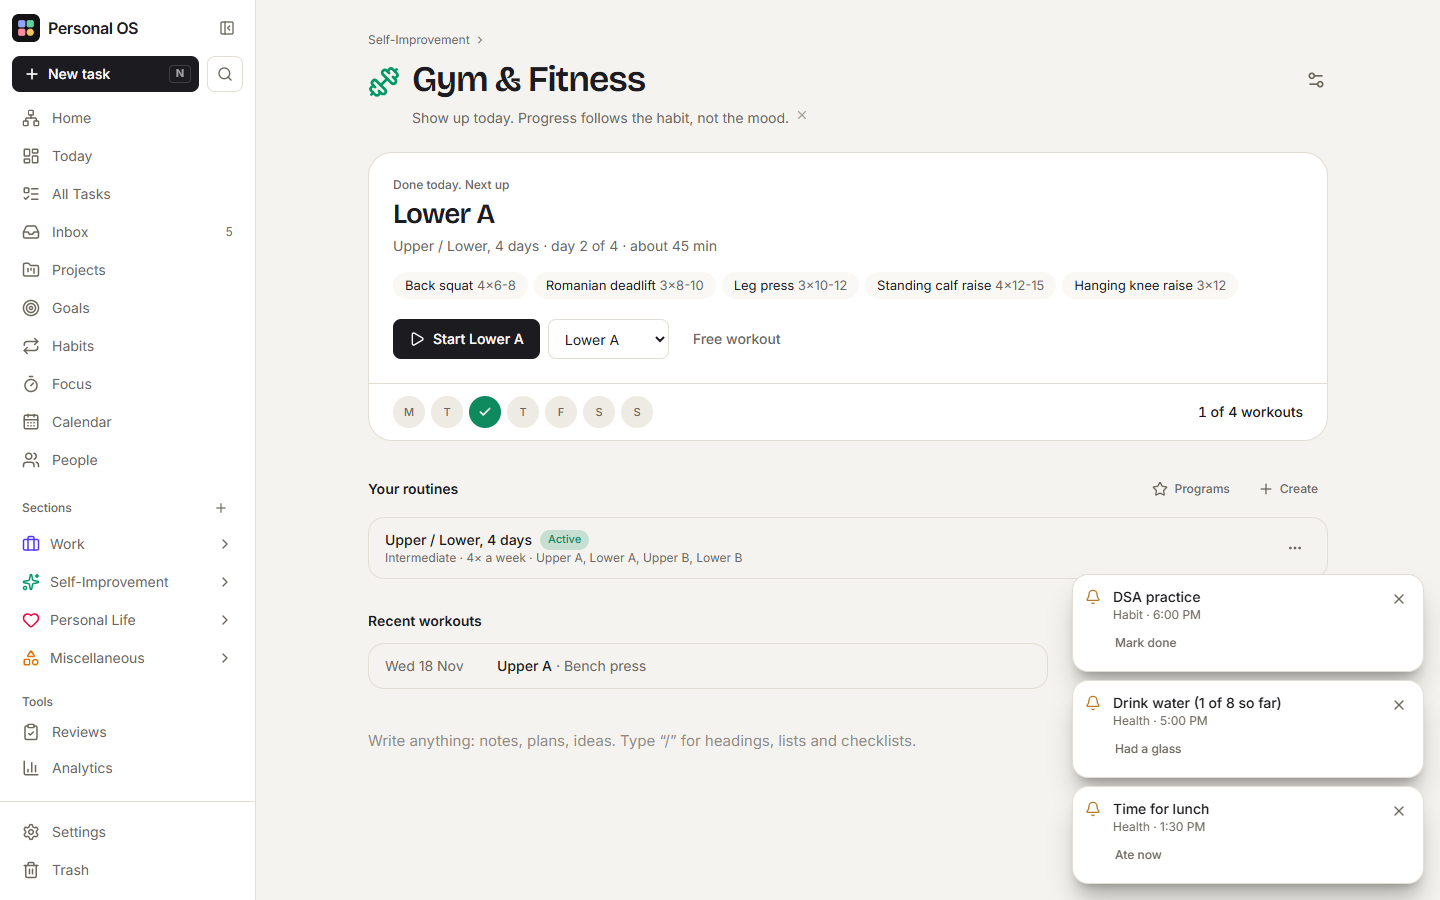 Personal OS
New task N
Home
Today
All Tasks
Inbox 5
Projects
Goals
Habits
Focus
Calendar
People
Sections
Work
Self-Improvement
Personal Life
Miscellaneous
Tools
Reviews
Analytics
Settings
Trash
Self-Improvement
Gym & Fitness
Show up today. Progress follows the habit, not the mood.
Done today. Next up
Lower A
Upper / Lower, 4 days · day 2 of 4 · about 45 min
Back squat 4×6-8 Romanian deadlift 3×8-10 Leg press 3×10-12 Standing calf raise 4×12-15 Hanging knee raise 3×12
Start Lower A Lower A Free workout
M T T F S S 1 of 4 workouts
Your routines Programs Create
Upper / Lower, 4 days Active
Intermediate · 4× a week · Upper A, Lower A, Upper B, Lower B
Recent workouts
Wed 18 Nov Upper A · Bench press
Write anything: notes, plans, ideas. Type “/” for headings, lists and checklists.
DSA practice
Habit · 6:00 PM
Mark done
Drink water (1 of 8 so far)
Health · 5:00 PM
Had a glass
Time for lunch
Health · 1:30 PM
Ate now